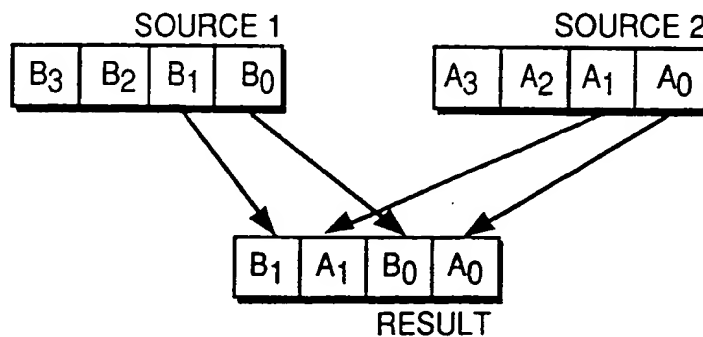 SOURCE 1 SOURCE 2
B3 B2 B1 B0 A3 A2 A1 A0
B1 A1 B0 A0
RESULT